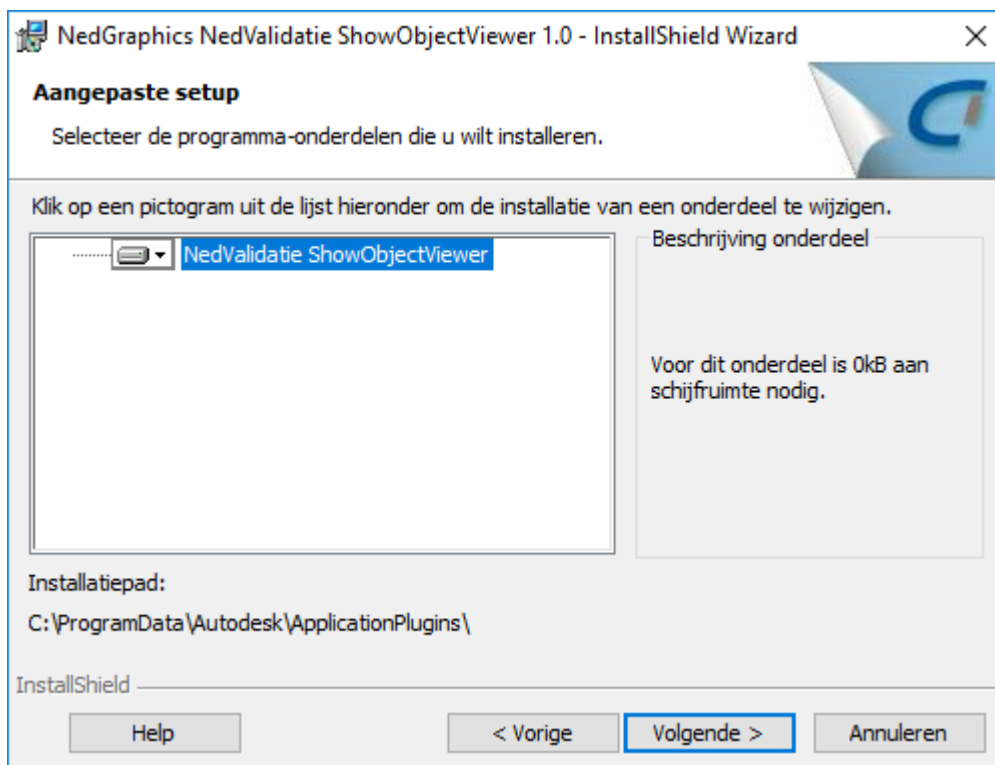 NedGraphics NedValidatie ShowObjectViewer 1.0 - InstallShield Wizard
Aangepaste setup
Selecteer de programma-onderdelen die u wilt installeren.
Klik op een pictogram uit de lijst hieronder om de installatie van een onderdeel te wijzigen.
NedValidatie ShowObjectViewer
Beschrijving onderdeel
Voor dit onderdeel is 0kB aan
schijfruimte nodig.
Installatiepad:
C:\ProgramData\Autodesk\ApplicationPlugins\
InstallShield
Help
< Vorige
Volgende >
Annuleren